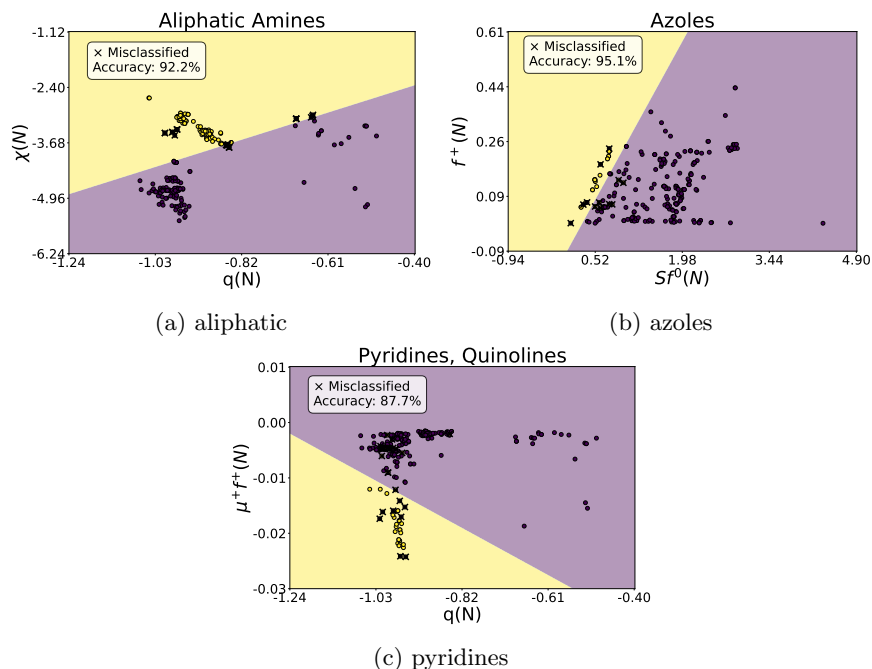 Aliphatic Amines
× Misclassified
Accuracy: 92.2%
-1.12
-2.40
-3.68
-4.96
-6.24
χ(N)
-1.24 -1.03 -0.82 -0.61 -0.40
q(N)
(a) aliphatic
Azoles
× Misclassified
Accuracy: 95.1%
0.61
0.44
0.26
0.09
-0.09
f⁺(N)
-0.94 0.52 1.98 3.44 4.90
Sf⁰(N)
(b) azoles
Pyridines, Quinolines
× Misclassified
Accuracy: 87.7%
0.01
0.00
-0.01
-0.02
-0.03
μ⁺f⁺(N)
-1.24 -1.03 -0.82 -0.61 -0.40
q(N)
(c) pyridines